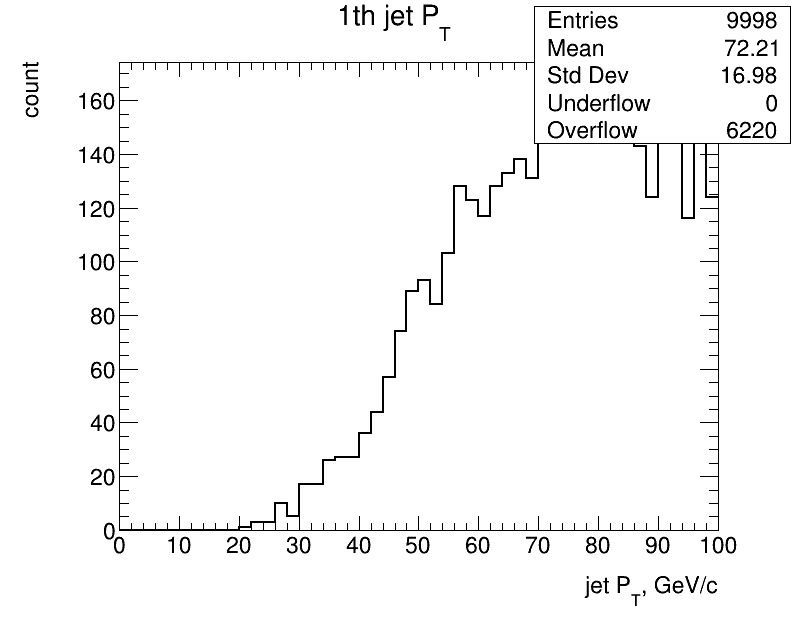 1th jet P_T
Entries 9998
Mean 72.21
Std Dev 16.98
Underflow 0
Overflow 6220
count
160
140
120
100
80
60
40
20
0
0 10 20 30 40 50 60 70 80 90 100
jet P_T, GeV/c